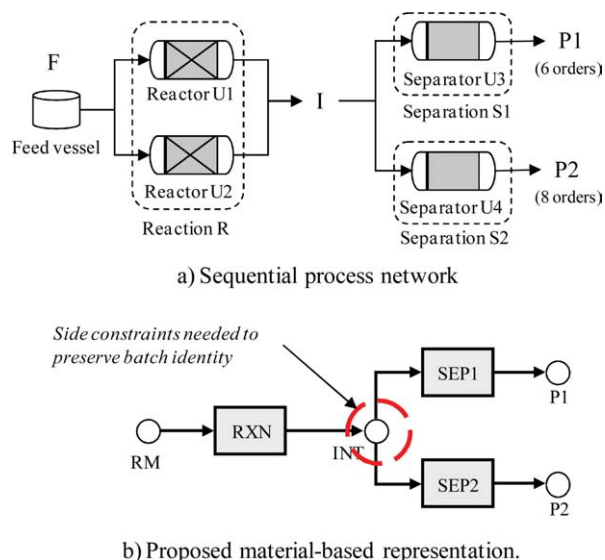 F
Feed vessel
Reactor U1
Reactor U2
Reaction R
I
Separator U3
Separation S1
P1
(6 orders)
Separator U4
Separation S2
P2
(8 orders)
a) Sequential process network
Side constraints needed to
preserve batch identity
RM
RXN
INT
SEP1
P1
SEP2
P2
b) Proposed material-based representation.